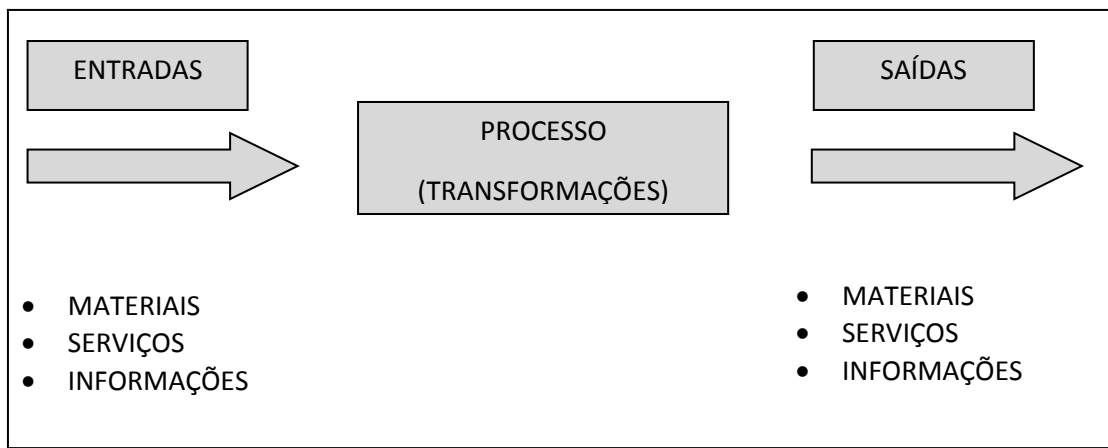 ENTRADAS
SAÍDAS
PROCESSO
(TRANSFORMAÇÕES)
• MATERIAIS
• SERVIÇOS
• INFORMAÇÕES
• MATERIAIS
• SERVIÇOS
• INFORMAÇÕES